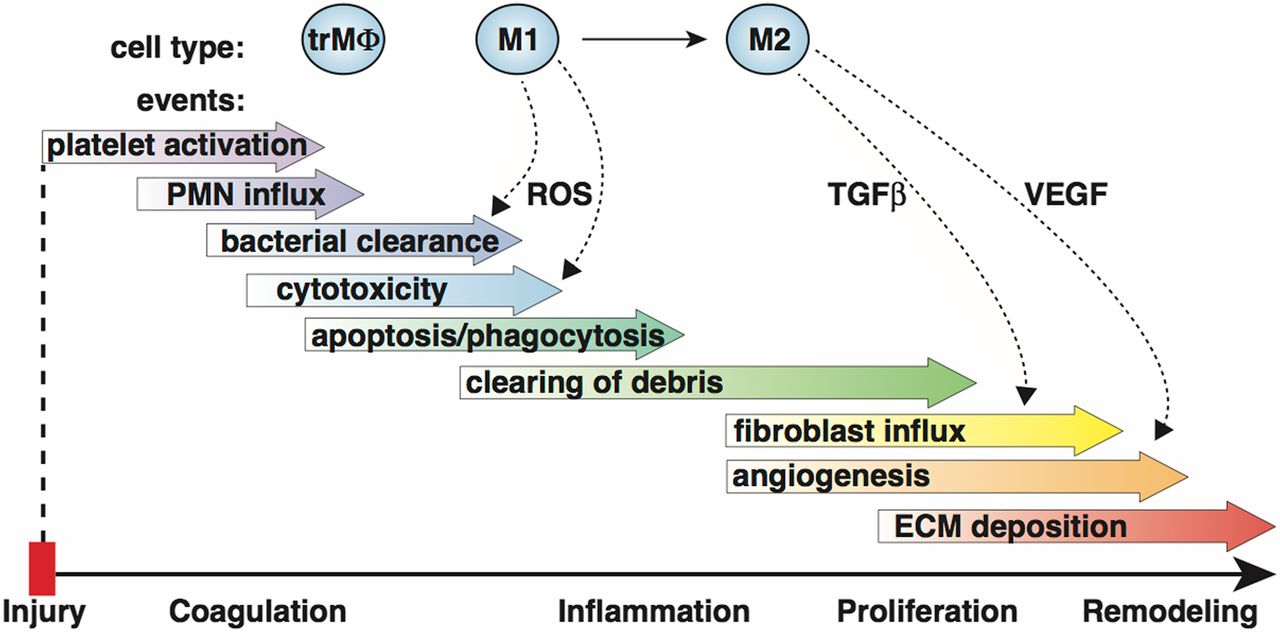 cell type: trMΦ M1 M2
events:
platelet activation
PMN influx ROS TGFβ VEGF
bacterial clearance
cytotoxicity
apoptosis/phagocytosis
clearing of debris
fibroblast influx
angiogenesis
ECM deposition
Injury Coagulation Inflammation Proliferation Remodeling